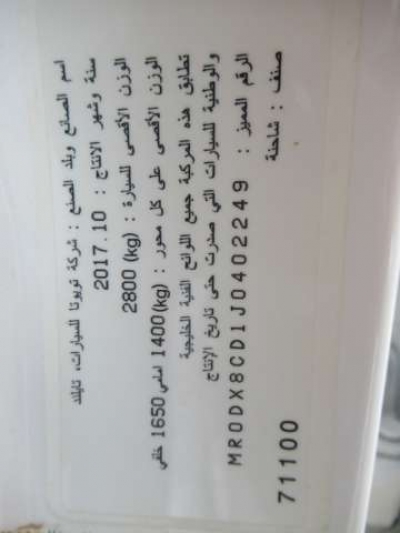 اسم الصانع وبلد الصنع : شركة تويوتا للسيارات، تايلند
سنة وشهر الانتاج : 2017.10
الوزن الأقصى للسيارة : 2800 (kg)
الوزن الأقصى على كل محور : 1400(kg) امامي 1650 خلفي
تطابق هذه المركبة جميع اللوائح الفنية الخليجية
والوطنية للسيارات التي صدرت حتى تاريخ الإنتاج
الرقم المميز : MR0DX8CD1J0402249
صنف : شاحنة
71100